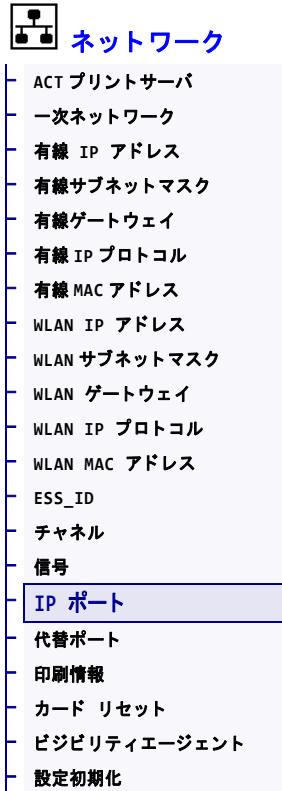 ネットワーク
ACT プリントサーバ
一次ネットワーク
有線 IP アドレス
有線サブネットマスク
有線ゲートウェイ
有線 IP プロトコル
有線 MAC アドレス
WLAN IP アドレス
WLAN サブネットマスク
WLAN ゲートウェイ
WLAN IP プロトコル
WLAN MAC アドレス
ESS_ID
チャネル
信号
IP ポート
代替ポート
印刷情報
カード リセット
ビジビリティエージェント
設定初期化